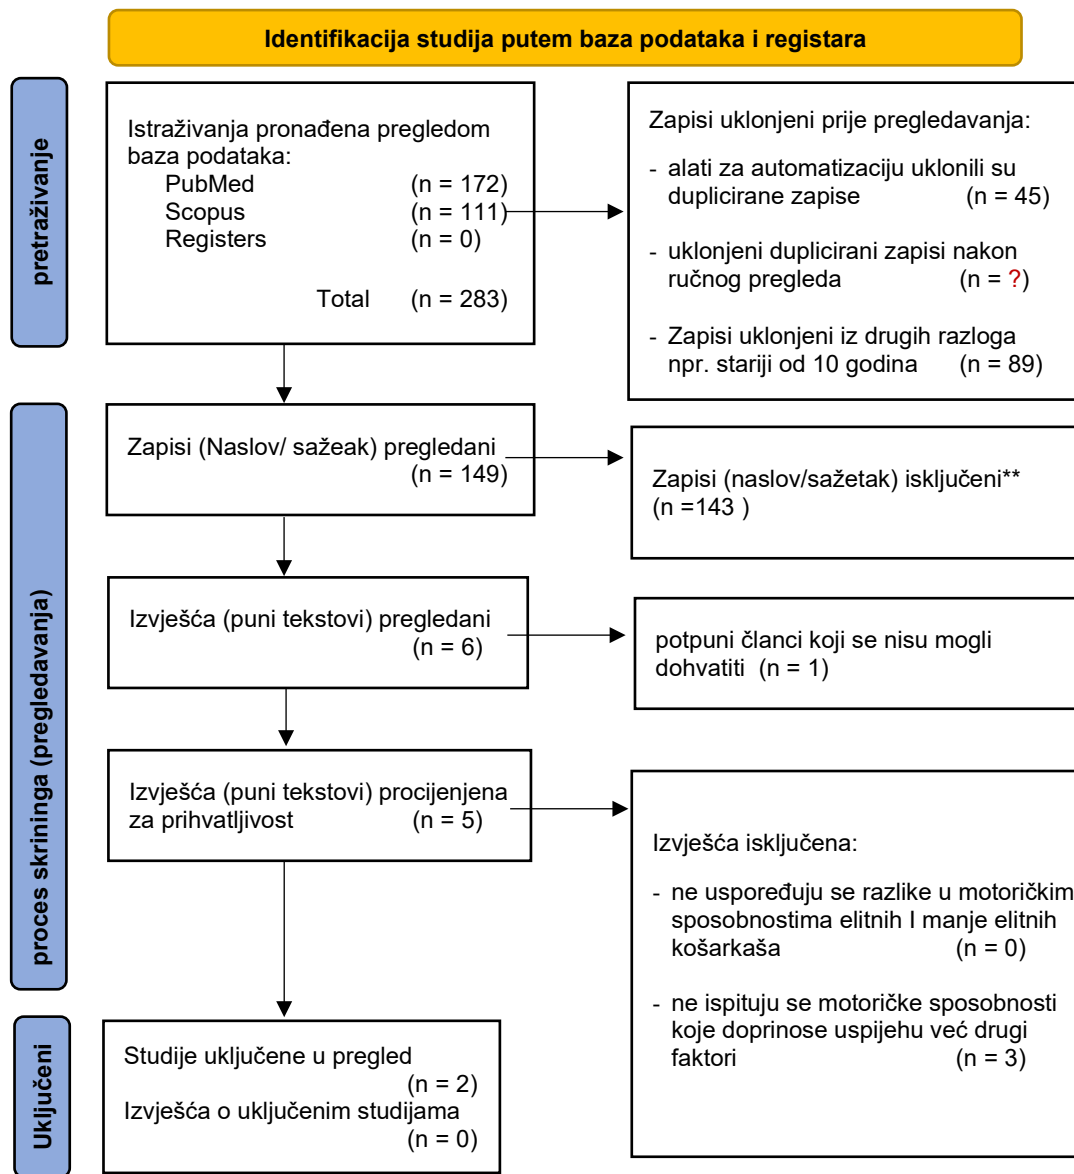 Identifikacija studija putem baza podataka i registara
pretraživanje
Istraživanja pronađena pregledom
baza podataka:
PubMed (n = 172)
Scopus (n = 111)
Registers (n = 0)
Total (n = 283)
Zapisi uklonjeni prije pregledavanja:
- alati za automatizaciju uklonili su
duplicirane zapise (n = 45)
- uklonjeni duplicirani zapisi nakon
ručnog pregleda (n = ?)
- Zapisi uklonjeni iz drugih razloga
npr. stariji od 10 godina (n = 89)
proces skrininga (pregledavanja)
Zapisi (Naslov/ sažeak) pregledani
(n = 149)
Zapisi (naslov/sažetak) isključeni**
(n =143 )
Izvješća (puni tekstovi) pregledani
(n = 6)
potpuni članci koji se nisu mogli
dohvatiti (n = 1)
Izvješća (puni tekstovi) procijenjena
za prihvatljivost (n = 5)
Izvješća isključena:
- ne uspoređuju se razlike u motoričkim
sposobnostima elitnih I manje elitnih
košarkaša (n = 0)
- ne ispituju se motoričke sposobnosti
koje doprinose uspijehu već drugi
faktori (n = 3)
Uključeni
Studije uključene u pregled
(n = 2)
Izvješća o uključenim studijama
(n = 0)